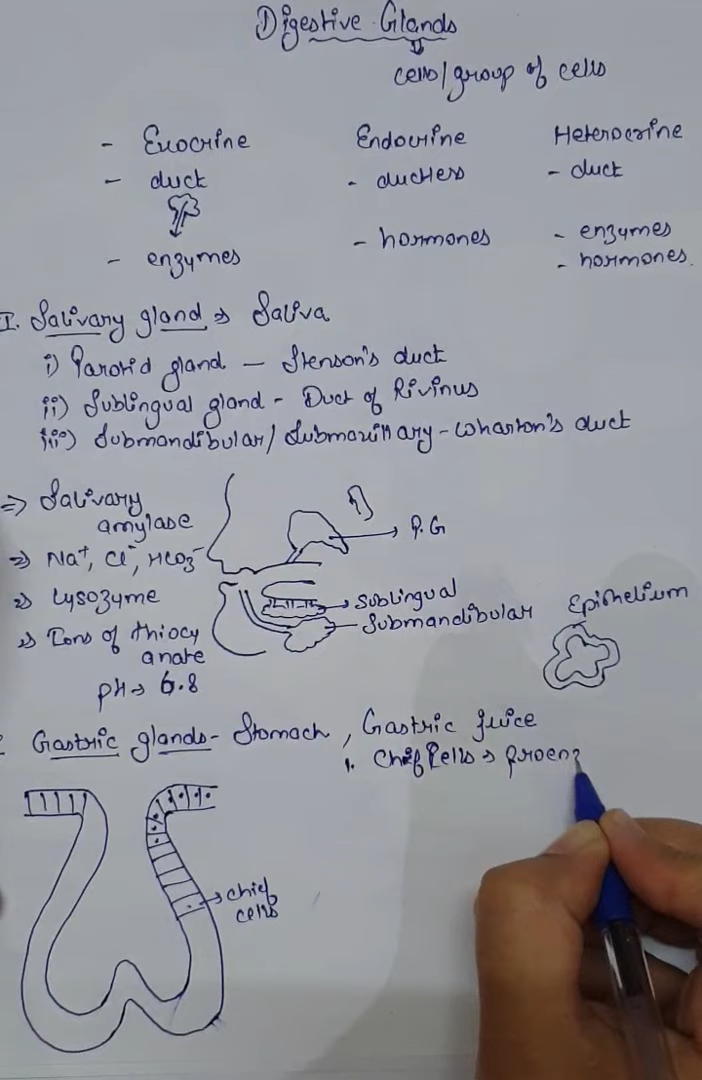 Digestive Glands
cells/group of cells
- Exocrine Endocrine Heterocrine
- duct - ductless - duct
- enzymes - hormones - enzymes
- hormones.
I. Salivary gland → Saliva
i) Parotid gland - Stenson's duct
ii) Sublingual gland - Duct of Rivinus
iii) Submandibular/Submaxillary - Wharton's duct
⇒ Salivary
amylase
⇒ Na⁺, Cl⁻, HCO₃⁻
⇒ Lysozyme
⇒ Ions of thiocy
anate
pH → 6.8
P.G
Sublingual
Submandibular
Epithelium
Gastric glands - Stomach, Gastric juice
1. Chief Cells → Proenz
chief
cells